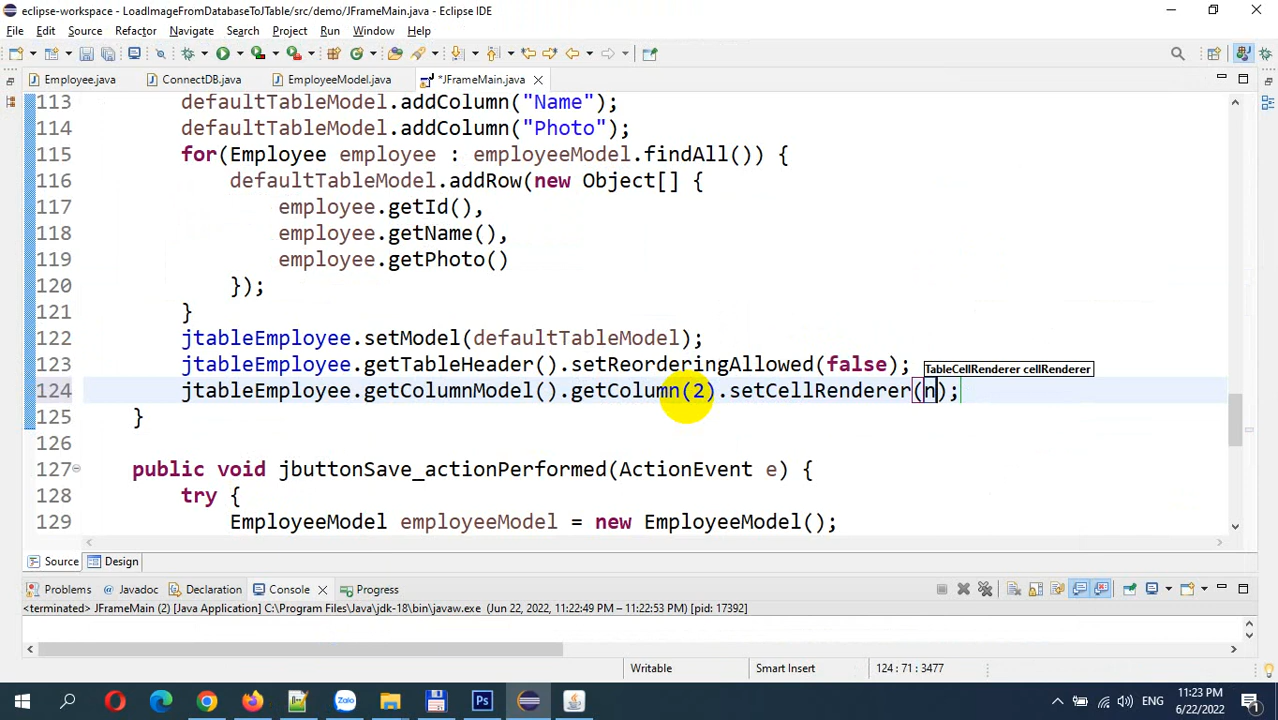 eclipse-workspace - LoadImageFromDatabaseToJTable/src/demo/JFrameMain.java - Eclipse IDE
File Edit Source Refactor Navigate Search Project Run Window Help
Employee.java ConnectDB.java EmployeeModel.java *JFrameMain.java
113 defaultTableModel.addColumn("Name");
114 defaultTableModel.addColumn("Photo");
115 for(Employee employee : employeeModel.findAll()) {
116 defaultTableModel.addRow(new Object[] {
117 employee.getId(),
118 employee.getName(),
119 employee.getPhoto()
120 });
121 }
122 jtableEmployee.setModel(defaultTableModel);
123 jtableEmployee.getTableHeader().setReorderingAllowed(false);
TableCellRenderer cellRenderer
124 jtableEmployee.getColumnModel().getColumn(2).setCellRenderer(n);
125 }
126
127 public void jbuttonSave_actionPerformed(ActionEvent e) {
128 try {
129 EmployeeModel employeeModel = new EmployeeModel();
Source Design
Problems Javadoc Declaration Console Progress
<terminated> JFrameMain (2) [Java Application] C:\Program Files\Java\jdk-18\bin\javaw.exe (Jun 22, 2022, 11:22:49 PM – 11:22:53 PM) [pid: 17392]
Writable Smart Insert 124 : 71 : 3477
ENG 11:23 PM
6/22/2022